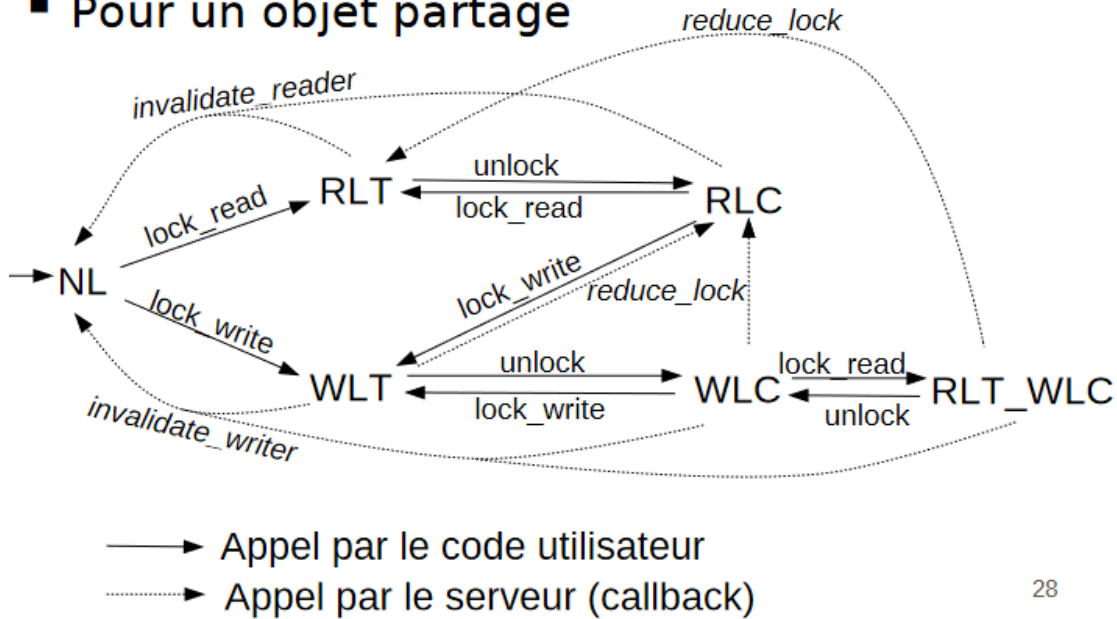 ▪ Pour un objet partagé
reduce_lock
invalidate_reader
RLT
unlock
lock_read
RLC
lock_read
NL
lock_write
lock_write
reduce_lock
WLT
unlock
lock_write
WLC
lock_read
unlock
RLT_WLC
invalidate_writer
Appel par le code utilisateur
Appel par le serveur (callback)
28